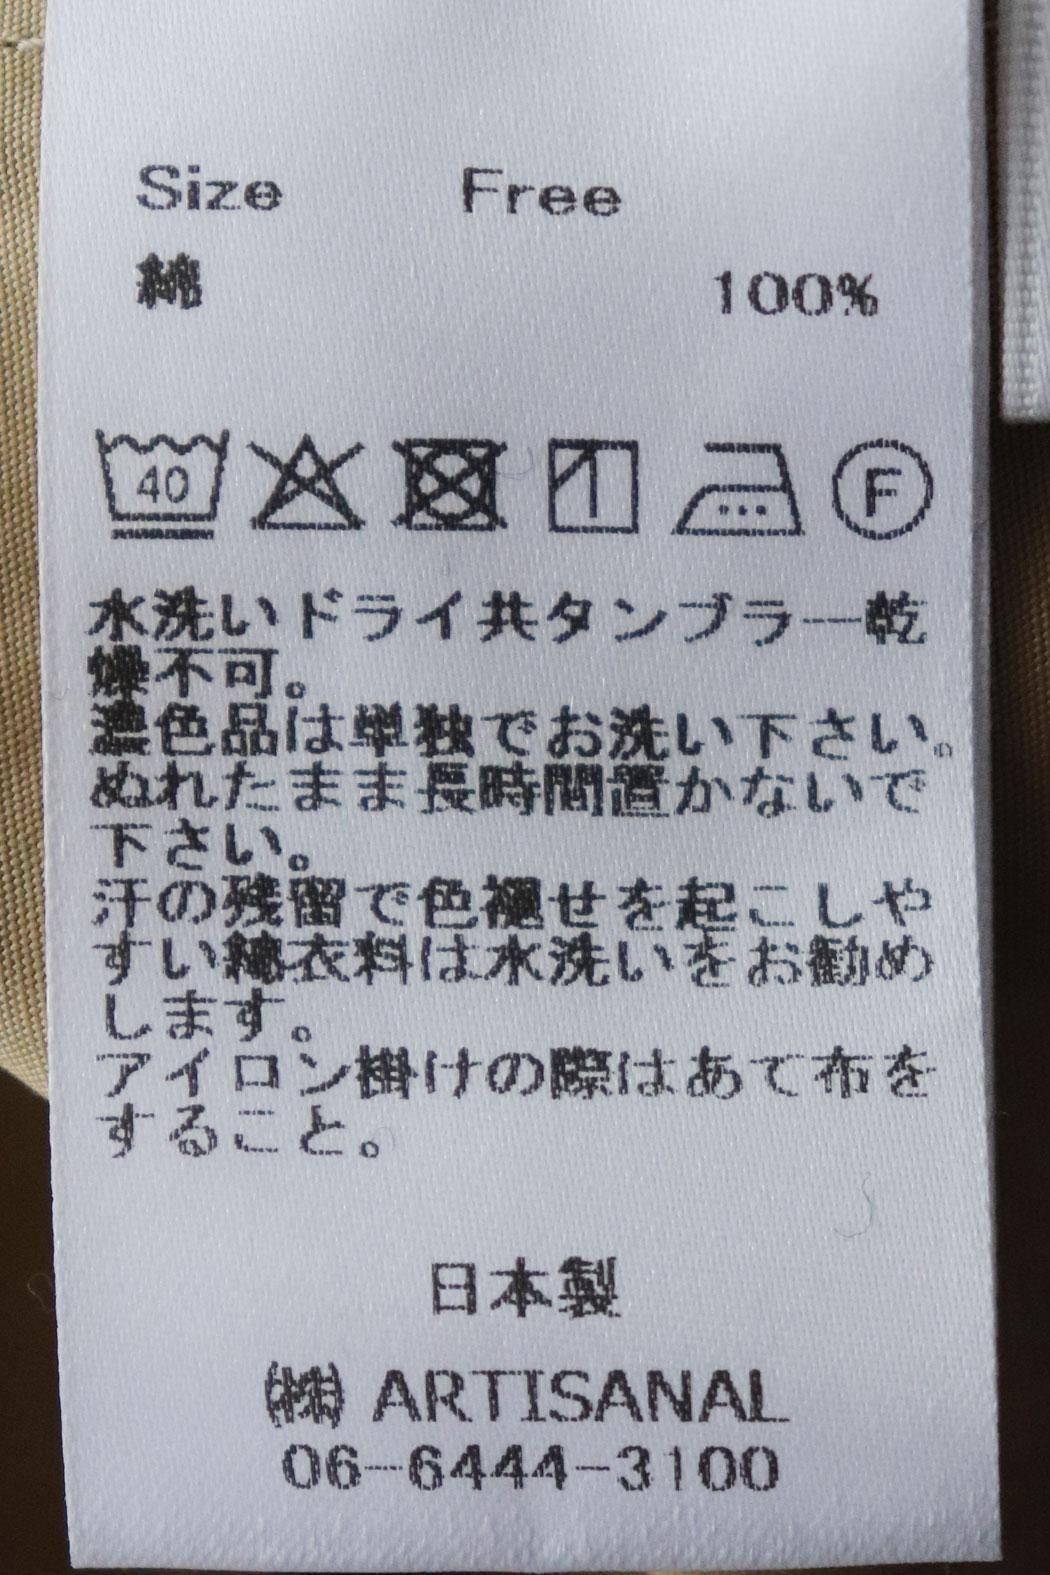 Size Free
綿 100%
40 F
水洗いドライ共タンブラー乾
燥不可。
濃色品は単独でお洗い下さい。
ぬれたまま長時間置かないで
下さい。
汗の残留で色褪せを起こしや
すい綿衣料は水洗いをお勧め
します。
アイロン掛けの際はあて布を
すること。
日本製
㈱ ARTISANAL
06-6444-3100